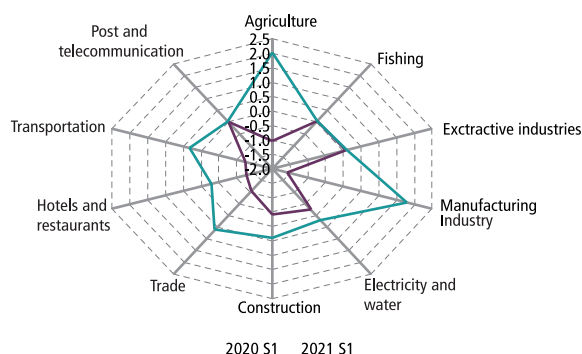 Agriculture
Post and
telecommunication
Fishing
2.5
2.0
1.5
1.0
0.5
0.0
-0.5
-1.0
-1.5
-2.0
Transportation
Exctractive industries
Hotels and
restaurants
Manufacturing
Industry
Trade
Electricity and
water
Construction
2020 S1 2021 S1